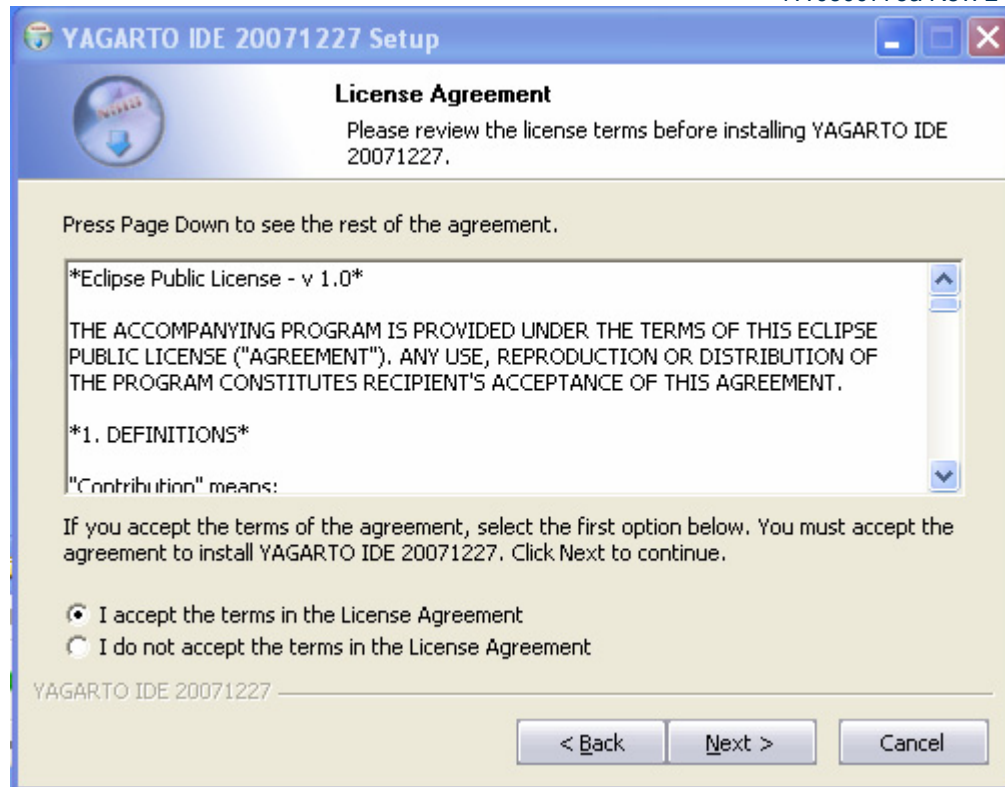 YAGARTO IDE 20071227 Setup
License Agreement
Please review the license terms before installing YAGARTO IDE
20071227.
Press Page Down to see the rest of the agreement.
*Eclipse Public License - v 1.0*
THE ACCOMPANYING PROGRAM IS PROVIDED UNDER THE TERMS OF THIS ECLIPSE
PUBLIC LICENSE ("AGREEMENT"). ANY USE, REPRODUCTION OR DISTRIBUTION OF
THE PROGRAM CONSTITUTES RECIPIENT'S ACCEPTANCE OF THIS AGREEMENT.
*1. DEFINITIONS*
"Contribution" means:
If you accept the terms of the agreement, select the first option below. You must accept the
agreement to install YAGARTO IDE 20071227. Click Next to continue.
I accept the terms in the License Agreement
I do not accept the terms in the License Agreement
YAGARTO IDE 20071227
< Back Next > Cancel